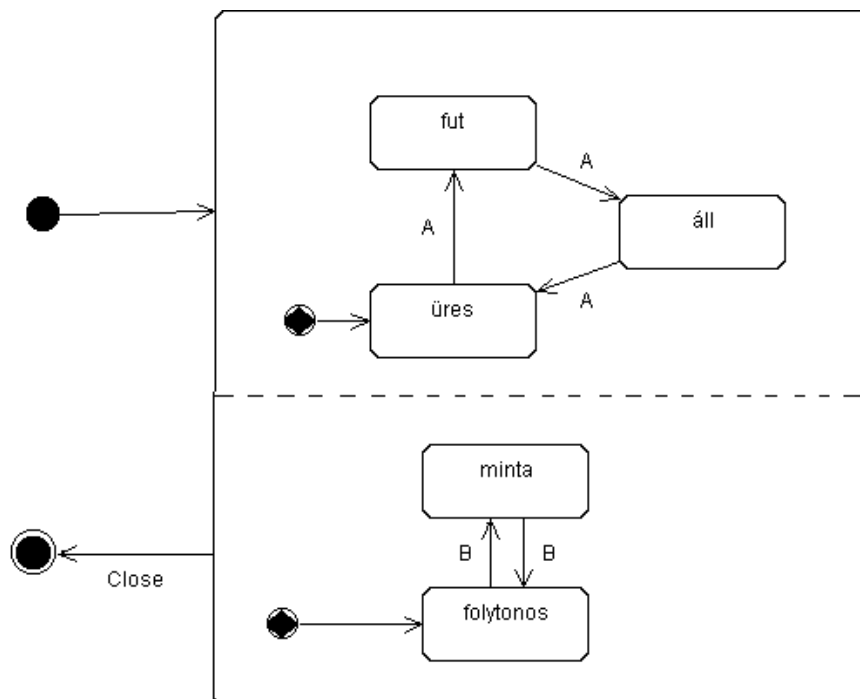 fut
A
áll
A
A
üres
minta
B
B
Close
folytonos